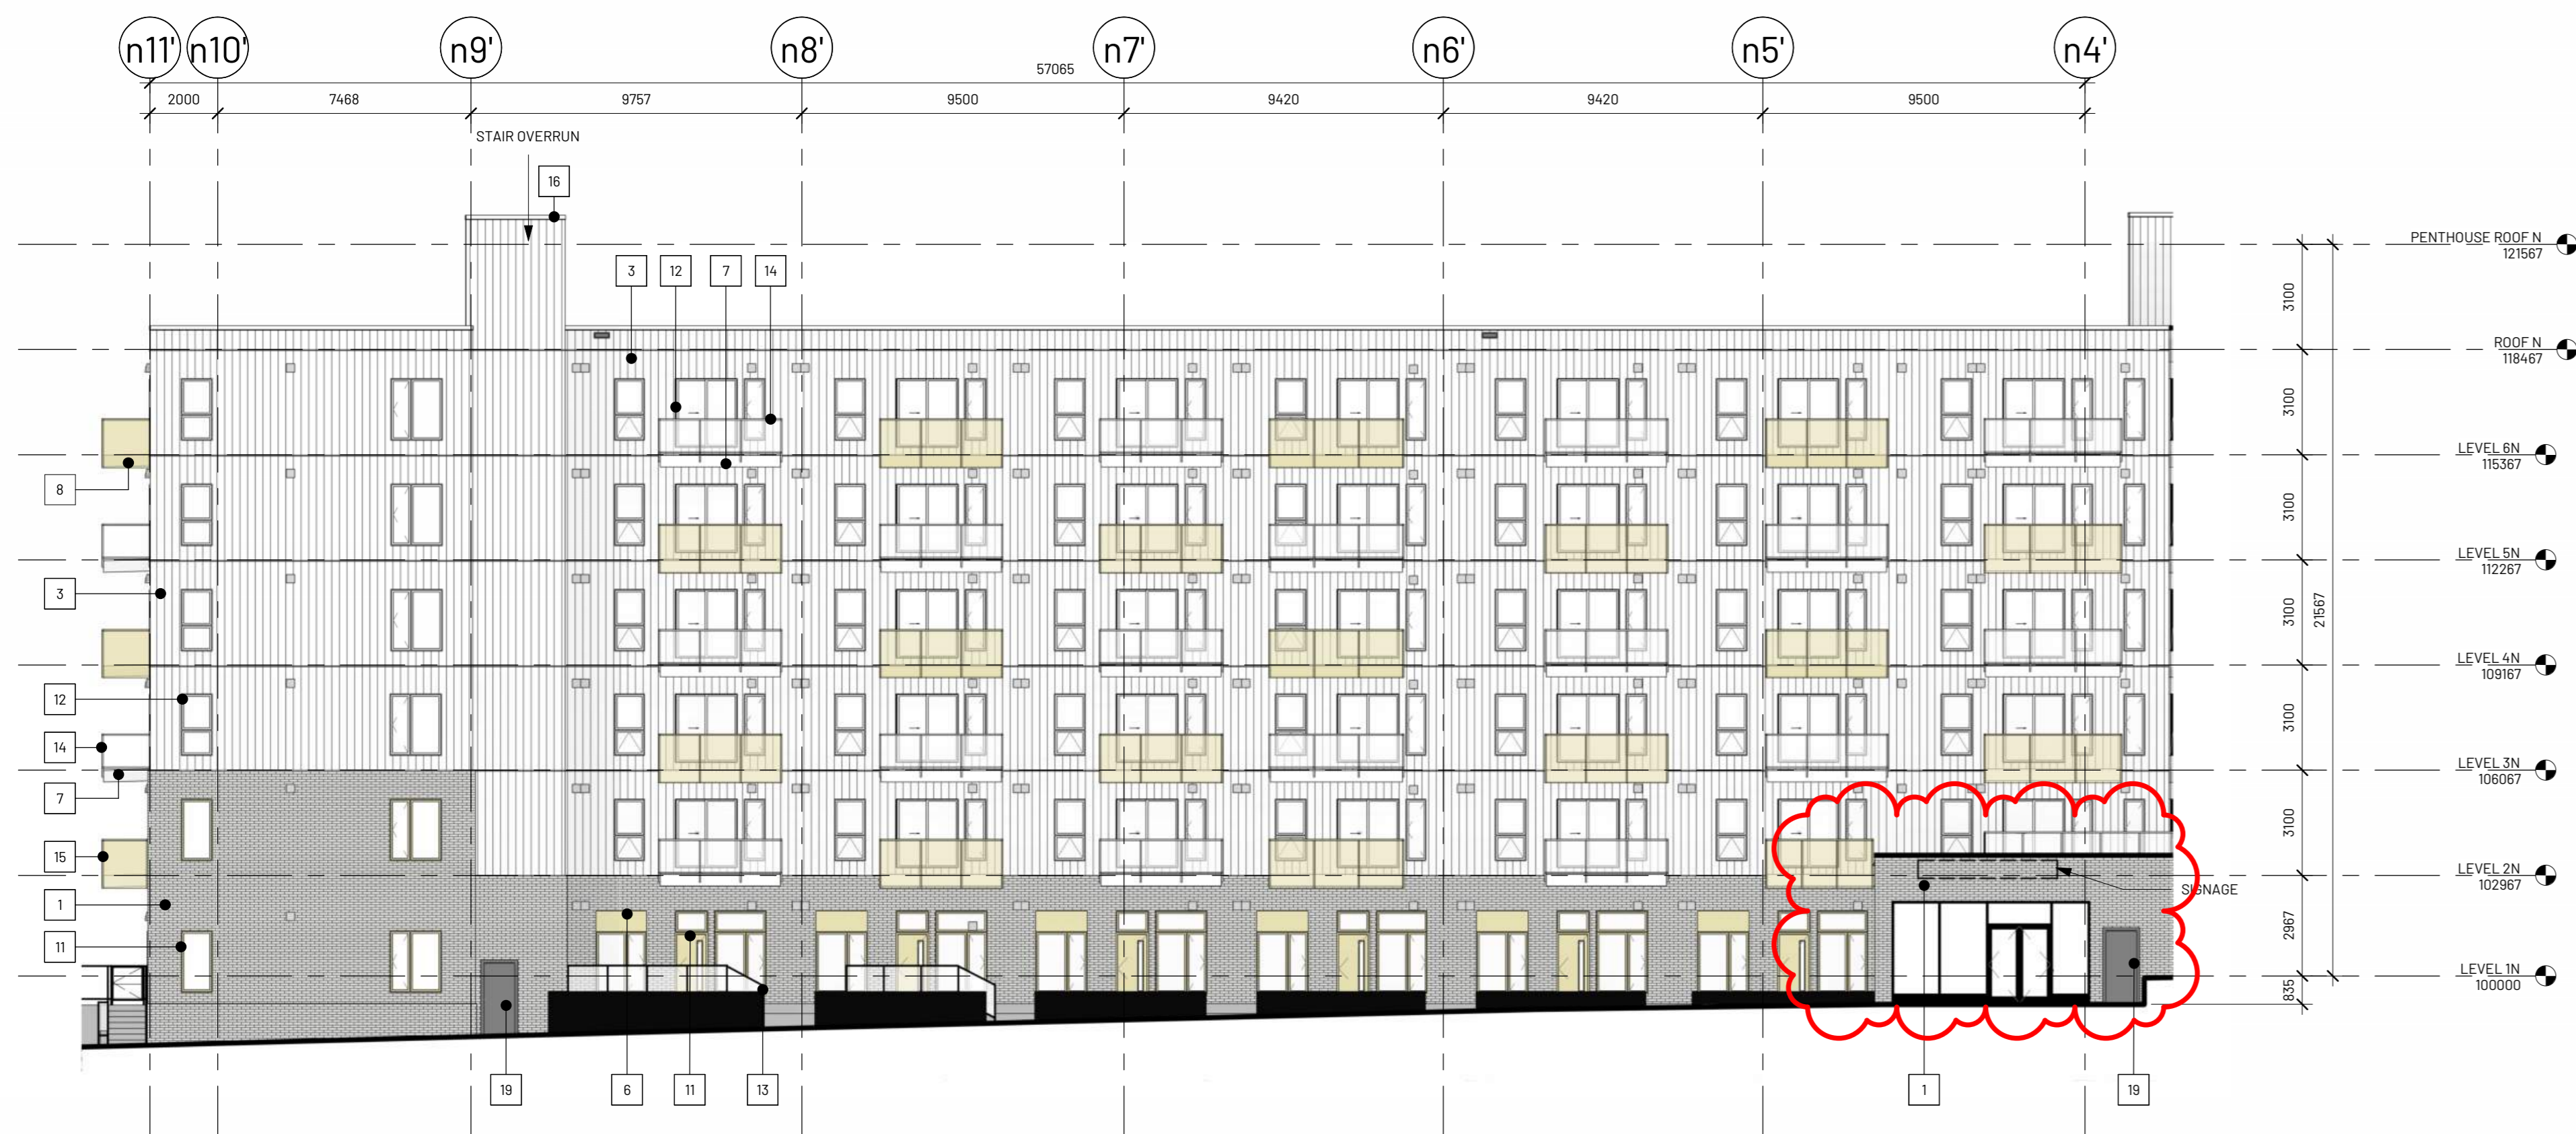 n11' n10' n9' n8' n7' n6' n5' n4'
57065
2000 7468 9757 9500 9420 9420 9500
STAIR OVERRUN
16
PENTHOUSE ROOF N
121567
3 12 7 14
3100
ROOF N
118467
3100
LEVEL 6N
115367
8
3100
LEVEL 5N
112267
3
3100
21567
LEVEL 4N
109167
12
3100
14
LEVEL 3N
106067
7
3100
15
LEVEL 2N
102967
SIGNAGE
1
2967
11
LEVEL 1N
100000
835
19 6 11 13 1 19